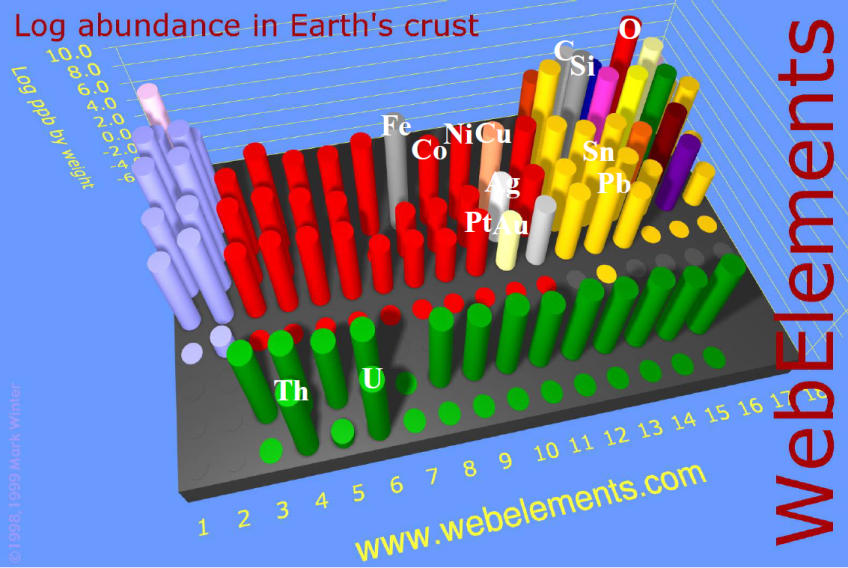 Log abundance in Earth's crust
WebElements
10.0
8.0
6.0
4.0
2.0
0.0
-2.0
-4
-6
Log ppb by weight
O
C
Si
Fe
Co
Ni
Cu
Sn
Ag
Pb
Pt
Au
Th
U
1 2 3 4 5 6 7 8 9 10 11 12 13 14 15 16 17 18
www.webelements.com
©1998,1999 Mark Winter